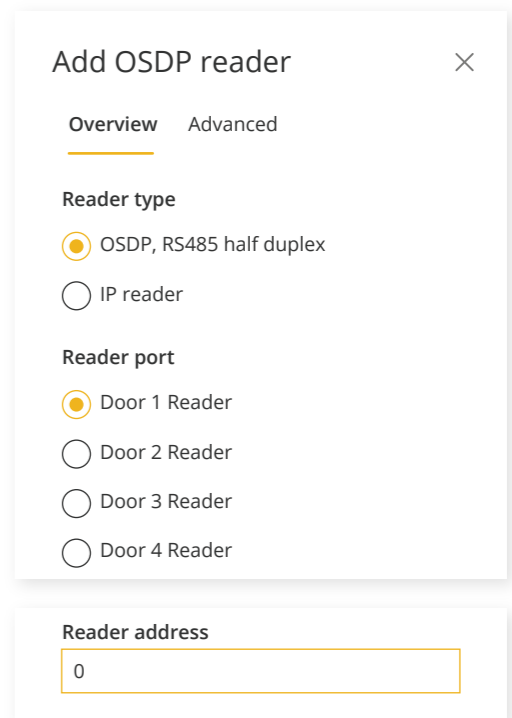 Add OSDP reader
Overview Advanced
Reader type
OSDP, RS485 half duplex
IP reader
Reader port
Door 1 Reader
Door 2 Reader
Door 3 Reader
Door 4 Reader
Reader address
0